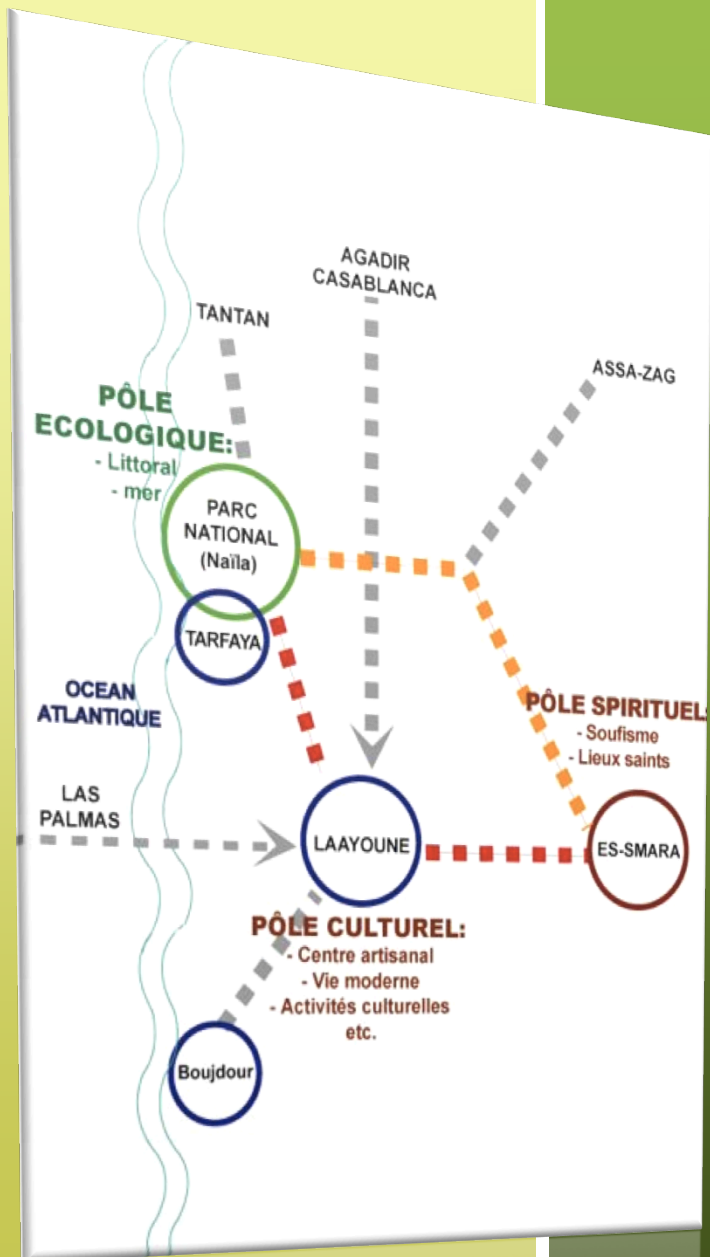 AGADIR
CASABLANCA
TANTAN
ASSA-ZAG
PÔLE
ECOLOGIQUE:
- Littoral
- mer
PARC
NATIONAL
(Naïla)
TARFAYA
OCEAN
ATLANTIQUE
PÔLE SPIRITUEL:
- Soufisme
- Lieux saints
LAS
PALMAS
LAAYOUNE
ES-SMARA
PÔLE CULTUREL:
- Centre artisanal
- Vie moderne
- Activités culturelles
etc.
Boujdour